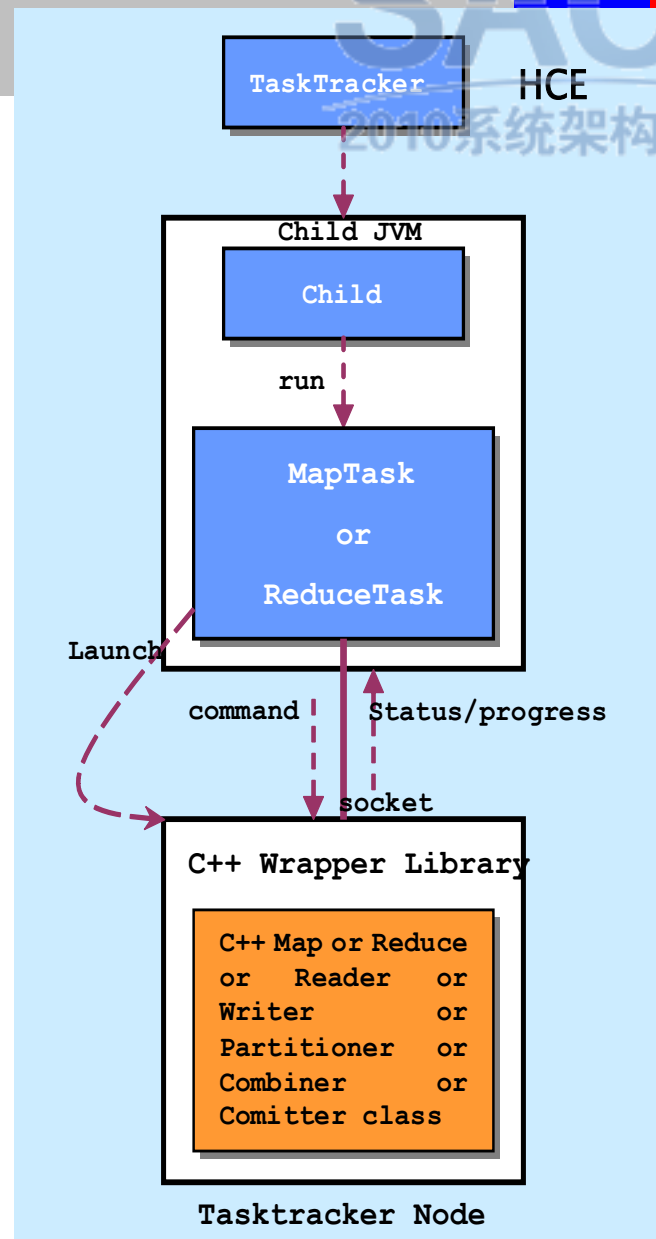 SAC
TaskTracker
HCE
2010系统架构
Child JVM
Child
run
MapTask
or
ReduceTask
Launch
command
Status/progress
socket
C++ Wrapper Library
C++ Map or Reduce
or Reader or
Writer or
Partitioner or
Combiner or
Comitter class
Tasktracker Node